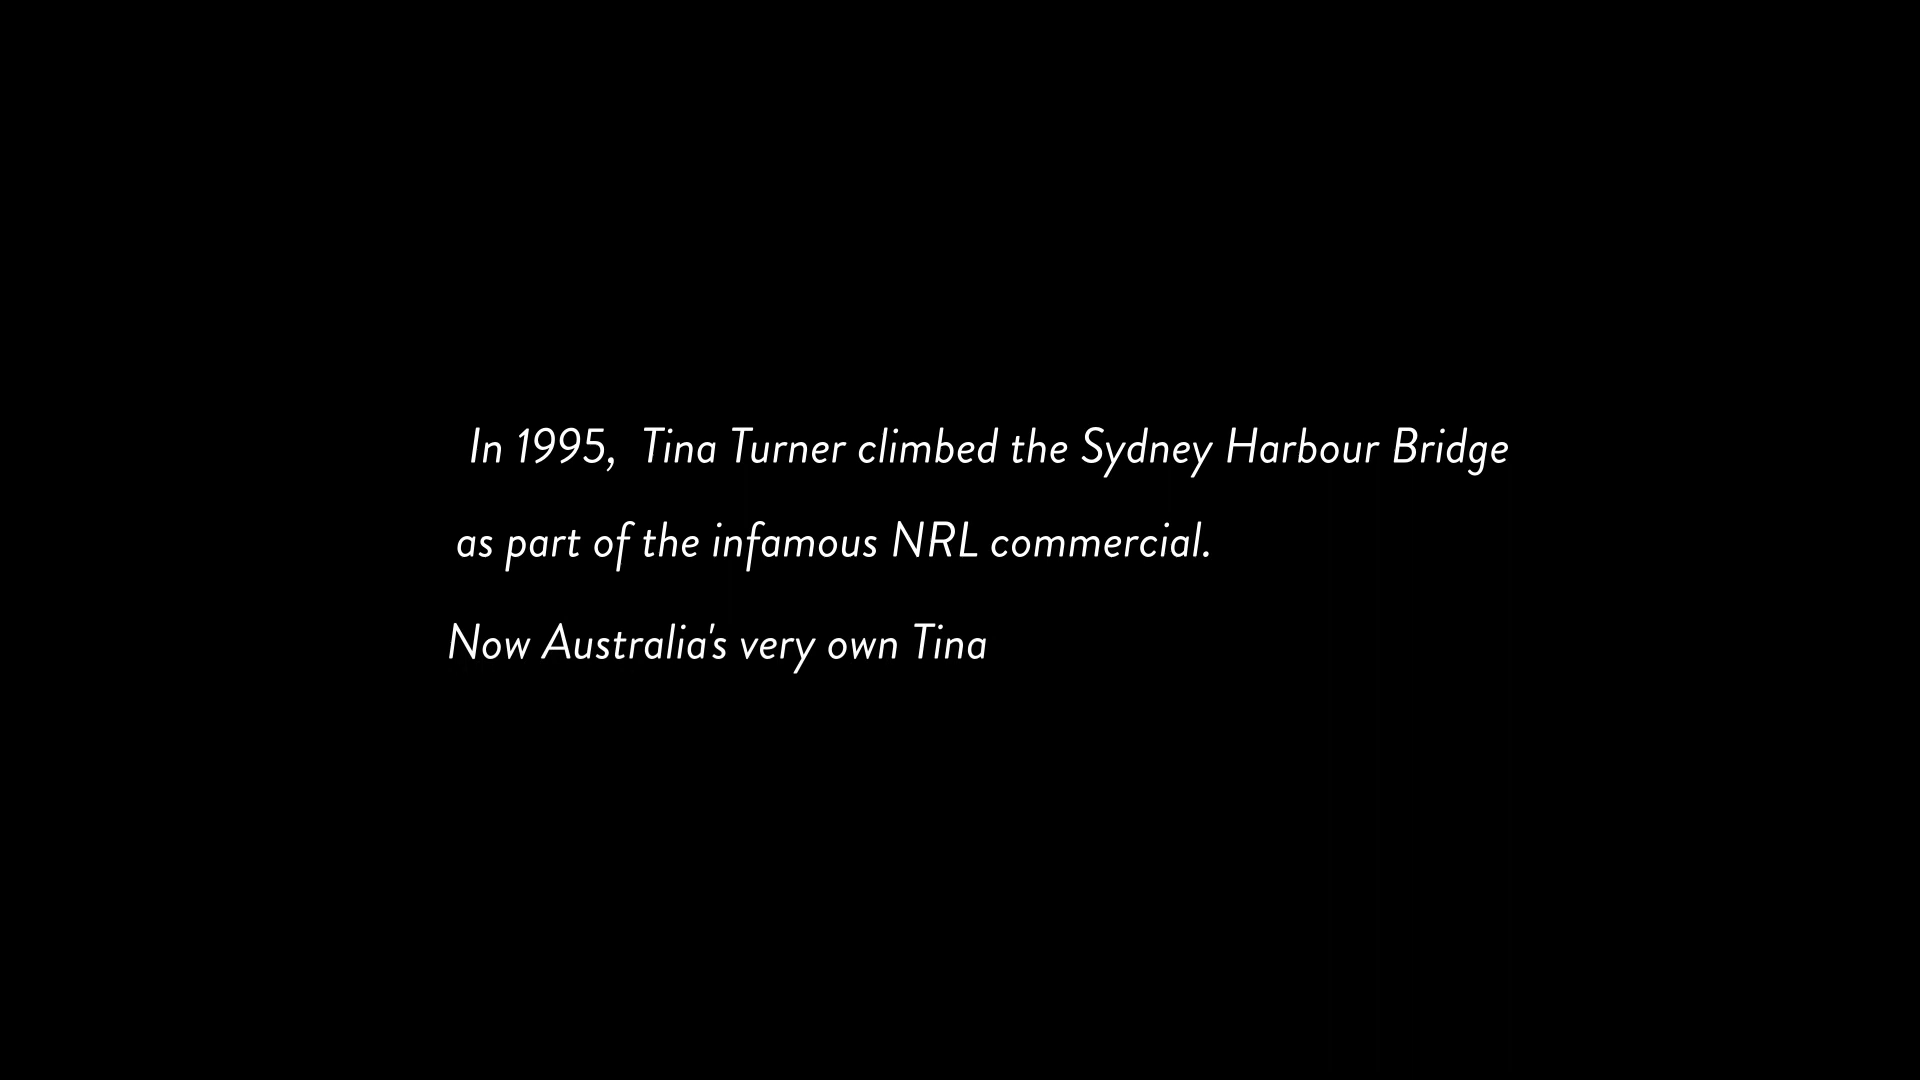 In 1995, Tina Turner climbed the Sydney Harbour Bridge
as part of the infamous NRL commercial.
Now Australia's very own Tina